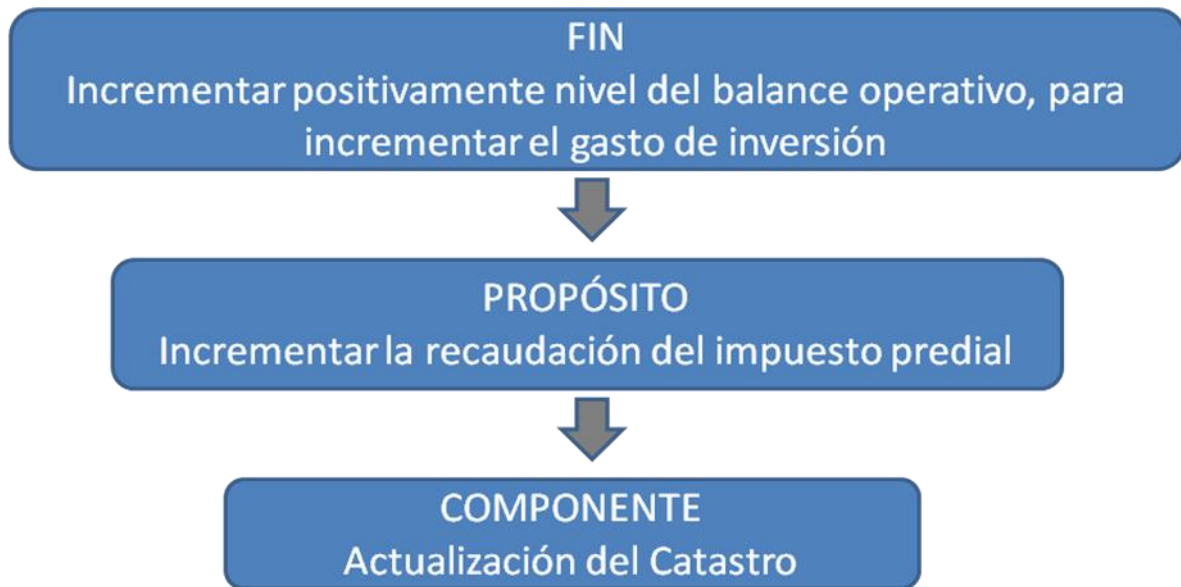 FIN
Incrementar positivamente nivel del balance operativo, para
incrementar el gasto de inversión
PROPÓSITO
Incrementar la recaudación del impuesto predial
COMPONENTE
Actualización del Catastro